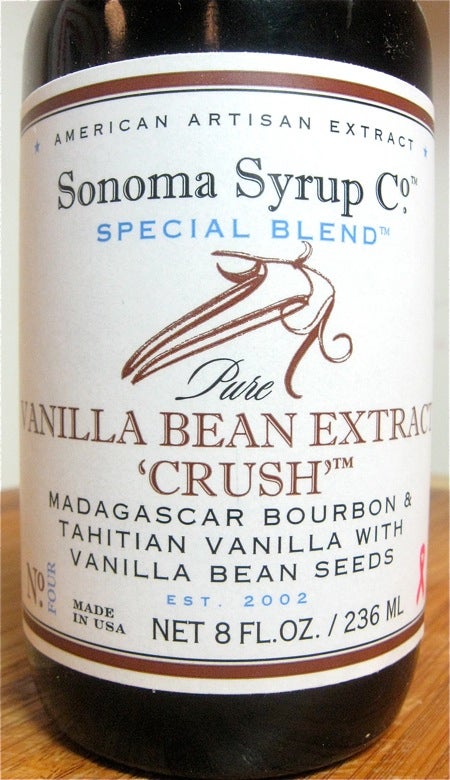 AMERICAN ARTISAN EXTRACT
Sonoma Syrup Co.™
SPECIAL BLEND™
Pure
VANILLA BEAN EXTRACT
'CRUSH'™
MADAGASCAR BOURBON &
TAHITIAN VANILLA WITH
VANILLA BEAN SEEDS
EST. 2002
No. FOUR
MADE
IN USA
NET 8 FL.OZ. / 236 ML